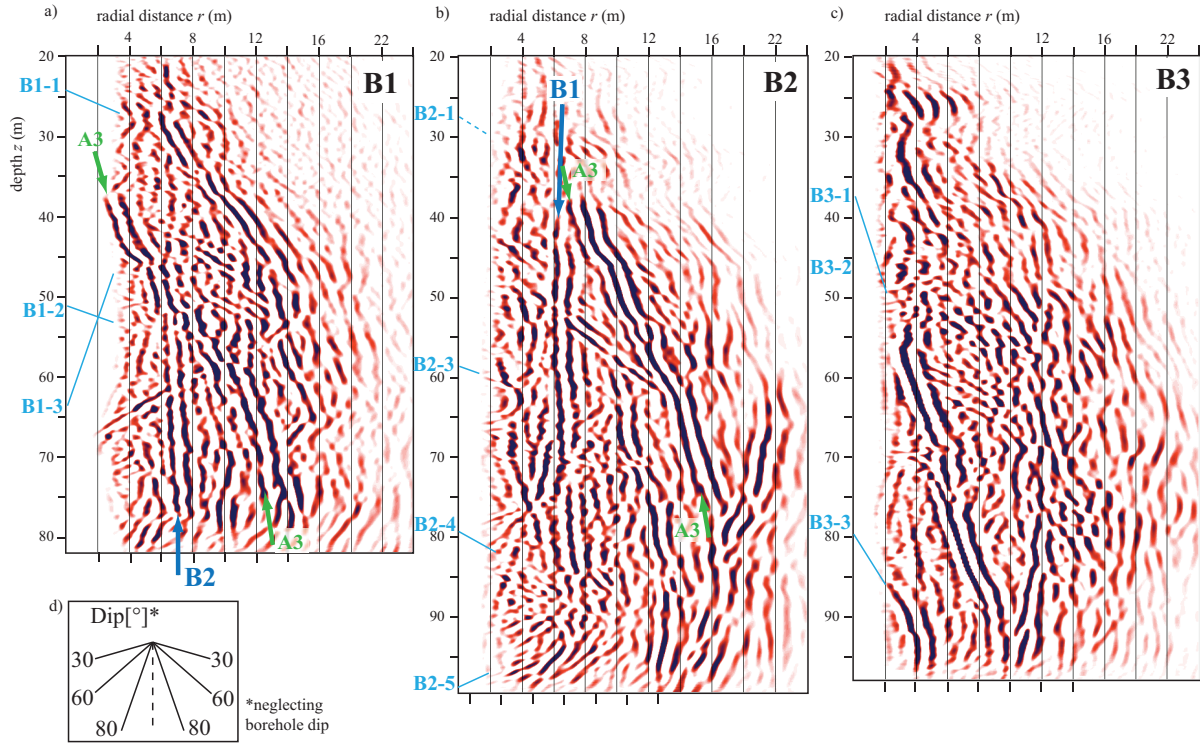 a)
radial distance r (m)
4 8 12 16 22
20
30
40
50
60
70
80
depth z (m)
B1
B1-1
A3
B1-2
B1-3
A3
B2
b)
radial distance r (m)
4 8 12 16 22
20
30
40
50
60
70
80
90
B2
B1
B2-1
A3
B2-3
B2-4
A3
B2-5
c)
radial distance r (m)
4 8 12 16 22
20
30
40
50
60
70
80
90
B3
B3-1
B3-2
B3-3
d)
Dip[°]*
30 30
60 60
80 80
*neglecting
borehole dip